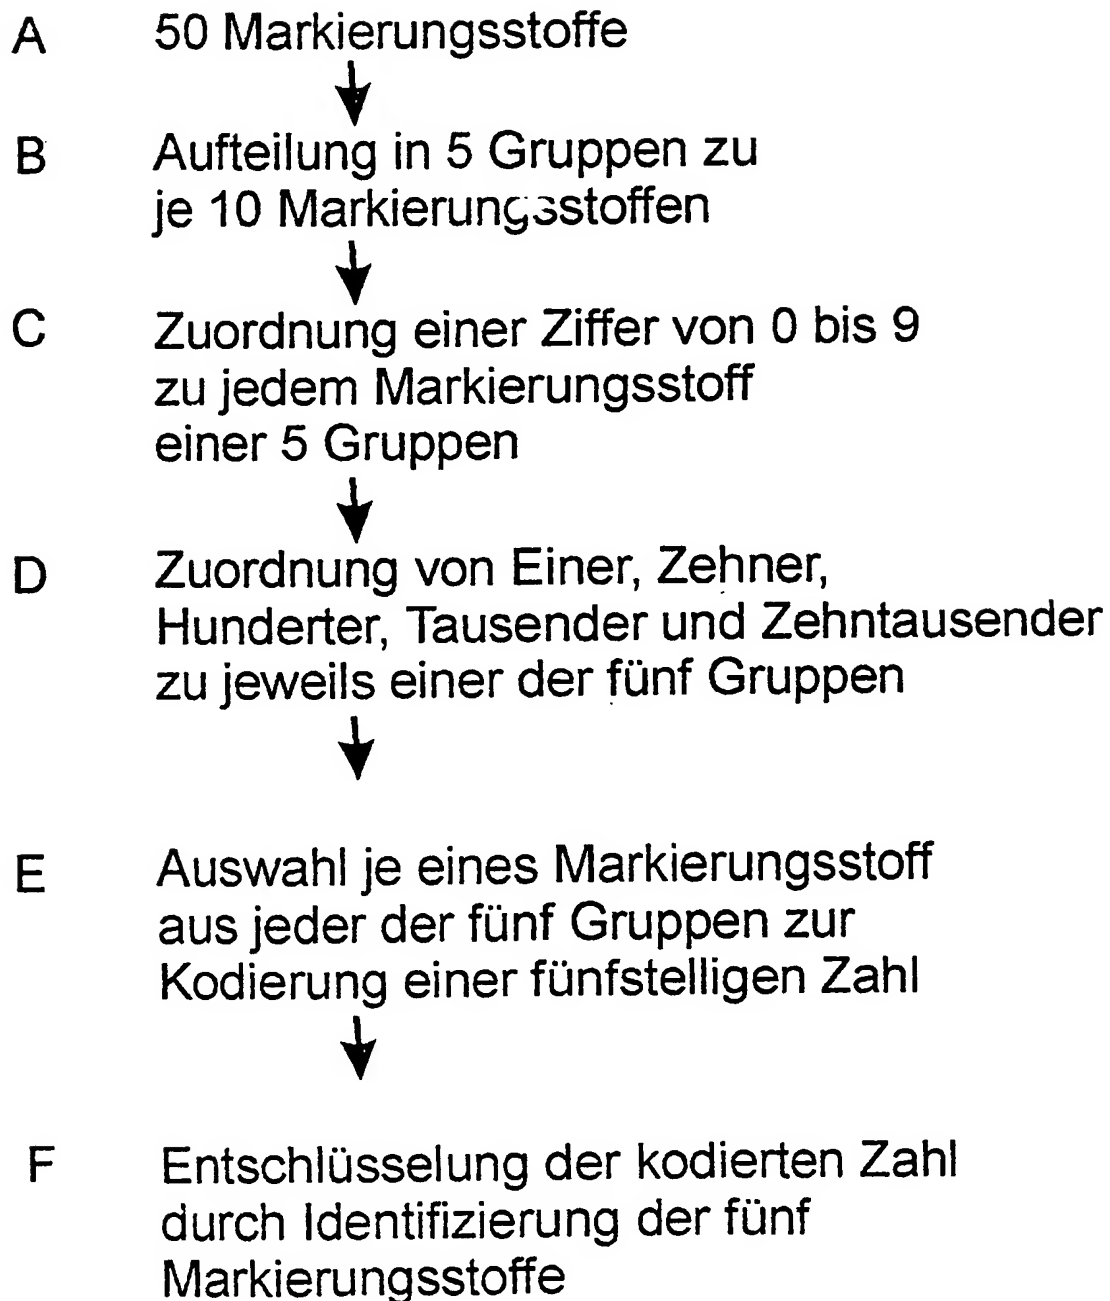 A 50 Markierungsstoffe
B Aufteilung in 5 Gruppen zu
je 10 Markierungsstoffen
C Zuordnung einer Ziffer von 0 bis 9
zu jedem Markierungsstoff
einer 5 Gruppen
D Zuordnung von Einer, Zehner,
Hunderter, Tausender und Zehntausender
zu jeweils einer der fünf Gruppen
E Auswahl je eines Markierungsstoff
aus jeder der fünf Gruppen zur
Kodierung einer fünfstelligen Zahl
F Entschlüsselung der kodierten Zahl
durch Identifizierung der fünf
Markierungsstoffe